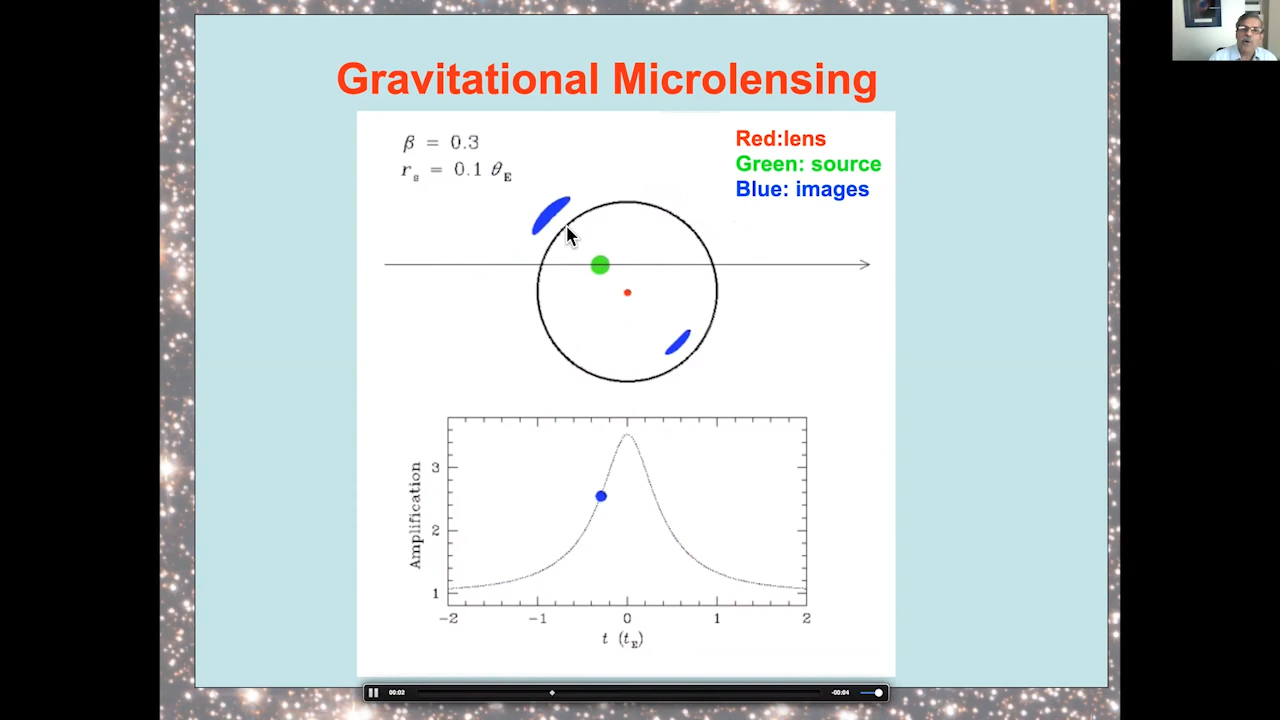 Gravitational Microlensing
β = 0.3
r_s = 0.1 θ_E
Red:lens
Green: source
Blue: images
Amplification
3
2
1
-2 -1 0 1 2
t (t_E)
00:02 -00:04